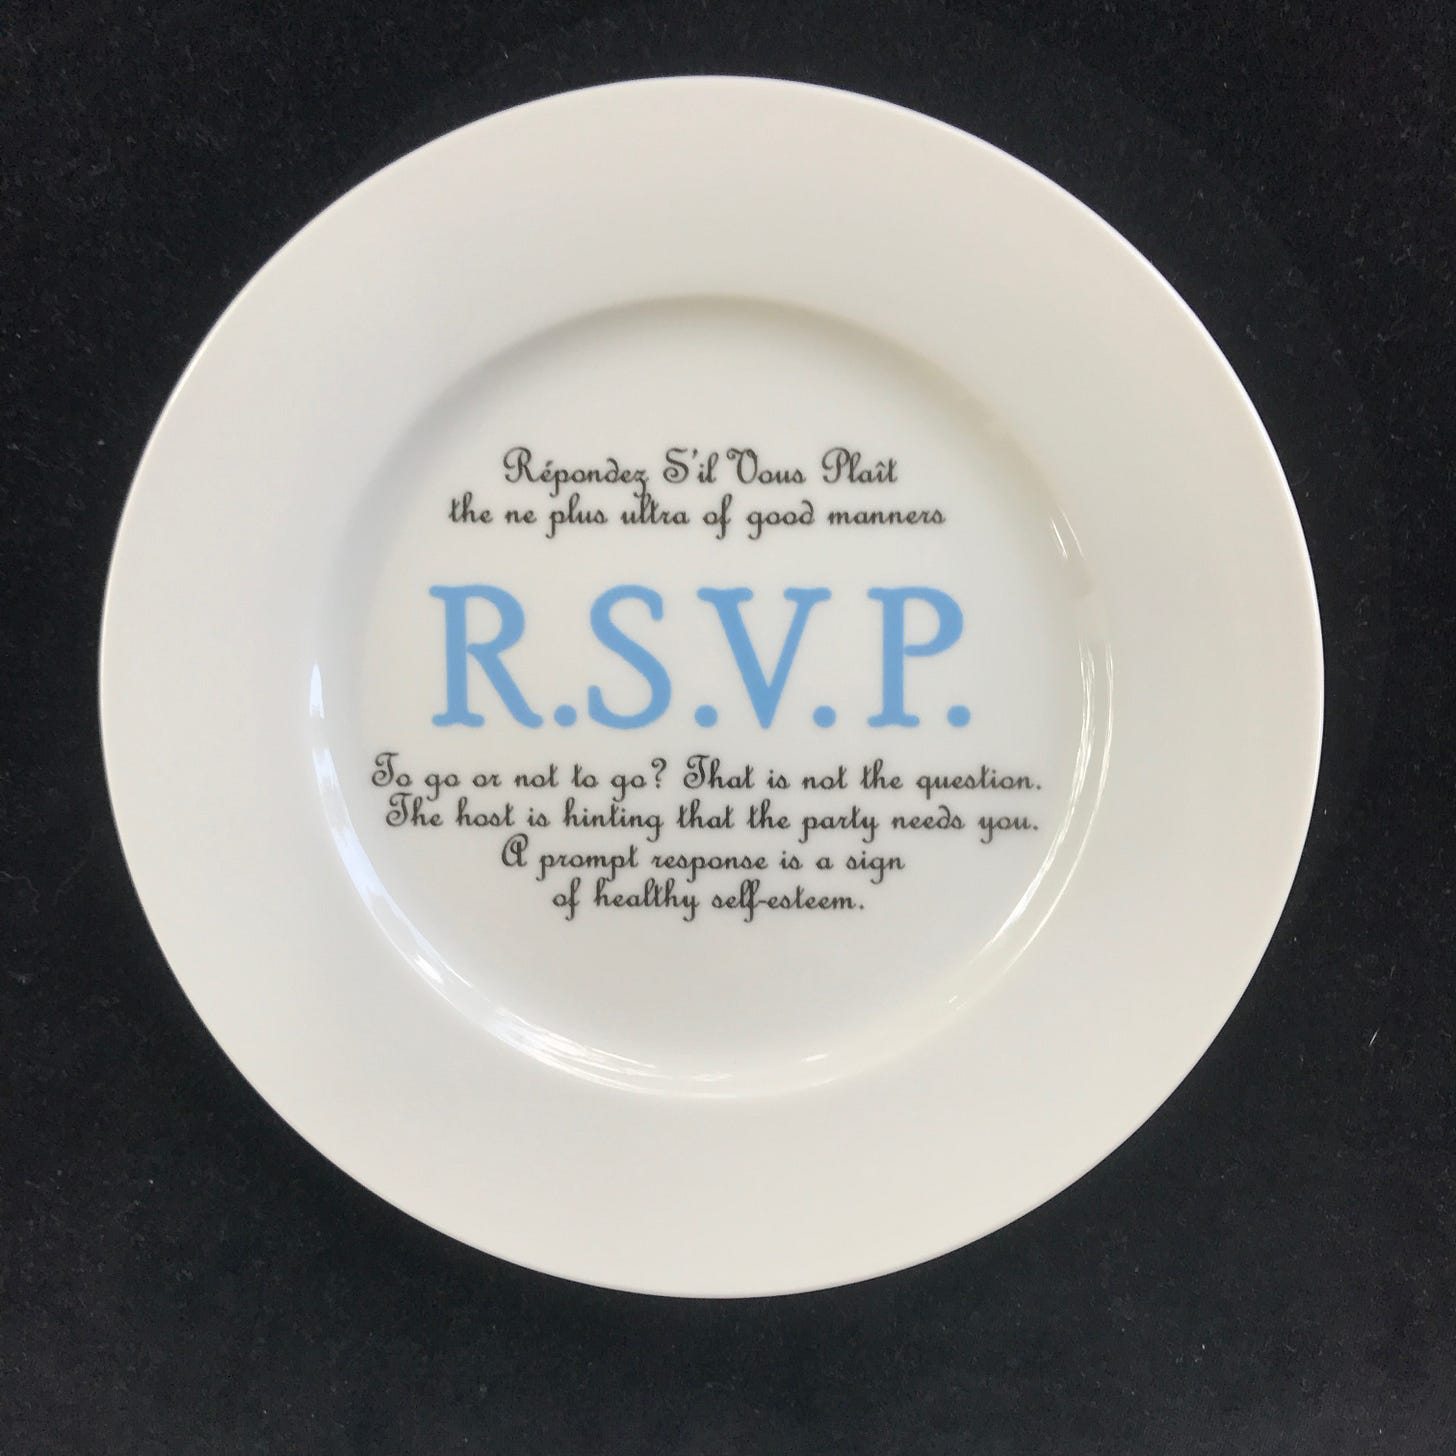 Répondez S'il Vous Plaît
the ne plus ultra of good manners
R.S.V.P.
To go or not to go? That is not the question.
The host is hinting that the party needs you.
A prompt response is a sign
of healthy self-esteem.